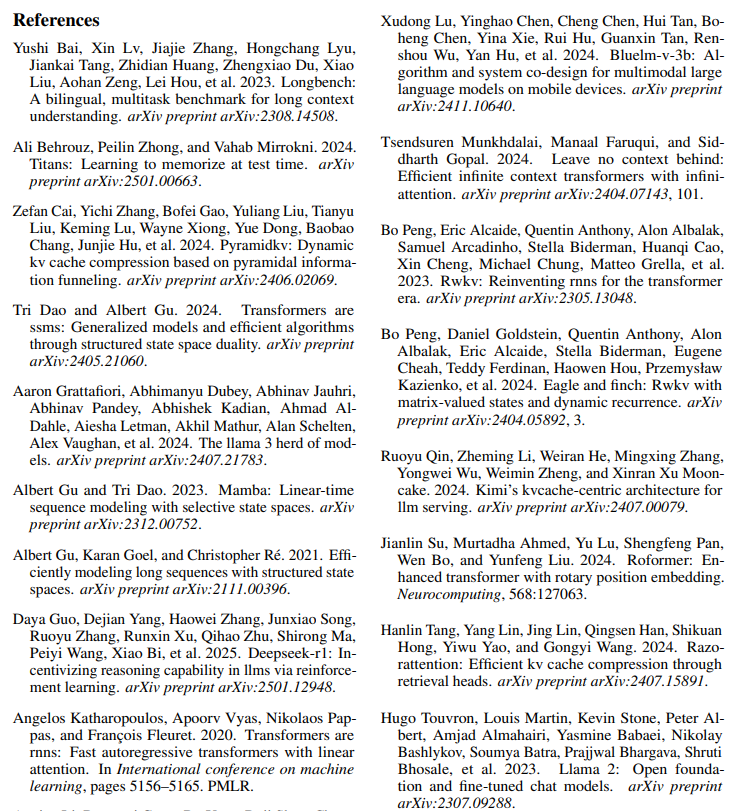 References
Yushi Bai, Xin Lv, Jiajie Zhang, Hongchang Lyu,
Jiankai Tang, Zhidian Huang, Zhengxiao Du, Xiao
Liu, Aohan Zeng, Lei Hou, et al. 2023. Longbench:
A bilingual, multitask benchmark for long context
understanding. arXiv preprint arXiv:2308.14508.
Ali Behrouz, Peilin Zhong, and Vahab Mirrokni. 2024.
Titans: Learning to memorize at test time. arXiv
preprint arXiv:2501.00663.
Zefan Cai, Yichi Zhang, Bofei Gao, Yuliang Liu, Tianyu
Liu, Keming Lu, Wayne Xiong, Yue Dong, Baobao
Chang, Junjie Hu, et al. 2024. Pyramidkv: Dynamic
kv cache compression based on pyramidal informa-
tion funneling. arXiv preprint arXiv:2406.02069.
Tri Dao and Albert Gu. 2024. Transformers are
ssms: Generalized models and efficient algorithms
through structured state space duality. arXiv preprint
arXiv:2405.21060.
Aaron Grattafiori, Abhimanyu Dubey, Abhinav Jauhri,
Abhinav Pandey, Abhishek Kadian, Ahmad Al-
Dahle, Aiesha Letman, Akhil Mathur, Alan Schelten,
Alex Vaughan, et al. 2024. The llama 3 herd of mod-
els. arXiv preprint arXiv:2407.21783.
Albert Gu and Tri Dao. 2023. Mamba: Linear-time
sequence modeling with selective state spaces. arXiv
preprint arXiv:2312.00752.
Albert Gu, Karan Goel, and Christopher Ré. 2021. Effi-
ciently modeling long sequences with structured state
spaces. arXiv preprint arXiv:2111.00396.
Daya Guo, Dejian Yang, Haowei Zhang, Junxiao Song,
Ruoyu Zhang, Runxin Xu, Qihao Zhu, Shirong Ma,
Peiyi Wang, Xiao Bi, et al. 2025. Deepseek-r1: In-
centivizing reasoning capability in llms via reinforce-
ment learning. arXiv preprint arXiv:2501.12948.
Angelos Katharopoulos, Apoorv Vyas, Nikolaos Pap-
pas, and François Fleuret. 2020. Transformers are
rnns: Fast autoregressive transformers with linear
attention. In International conference on machine
learning, pages 5156–5165. PMLR.
Xudong Lu, Yinghao Chen, Cheng Chen, Hui Tan, Bo-
heng Chen, Yina Xie, Rui Hu, Guanxin Tan, Ren-
shou Wu, Yan Hu, et al. 2024. Bluelm-v-3b: Al-
gorithm and system co-design for multimodal large
language models on mobile devices. arXiv preprint
arXiv:2411.10640.
Tsendsuren Munkhdalai, Manaal Faruqui, and Sid-
dharth Gopal. 2024. Leave no context behind:
Efficient infinite context transformers with infini-
attention. arXiv preprint arXiv:2404.07143, 101.
Bo Peng, Eric Alcaide, Quentin Anthony, Alon Albalak,
Samuel Arcadinho, Stella Biderman, Huanqi Cao,
Xin Cheng, Michael Chung, Matteo Grella, et al.
2023. Rwkv: Reinventing rnns for the transformer
era. arXiv preprint arXiv:2305.13048.
Bo Peng, Daniel Goldstein, Quentin Anthony, Alon
Albalak, Eric Alcaide, Stella Biderman, Eugene
Cheah, Teddy Ferdinan, Haowen Hou, Przemysław
Kazienko, et al. 2024. Eagle and finch: Rwkv with
matrix-valued states and dynamic recurrence. arXiv
preprint arXiv:2404.05892, 3.
Ruoyu Qin, Zheming Li, Weiran He, Mingxing Zhang,
Yongwei Wu, Weimin Zheng, and Xinran Xu Moon-
cake. 2024. Kimi's kvcache-centric architecture for
llm serving. arXiv preprint arXiv:2407.00079.
Jianlin Su, Murtadha Ahmed, Yu Lu, Shengfeng Pan,
Wen Bo, and Yunfeng Liu. 2024. Roformer: En-
hanced transformer with rotary position embedding.
Neurocomputing, 568:127063.
Hanlin Tang, Yang Lin, Jing Lin, Qingsen Han, Shikuan
Hong, Yiwu Yao, and Gongyi Wang. 2024. Razo-
rattention: Efficient kv cache compression through
retrieval heads. arXiv preprint arXiv:2407.15891.
Hugo Touvron, Louis Martin, Kevin Stone, Peter Al-
bert, Amjad Almahairi, Yasmine Babaei, Nikolay
Bashlykov, Soumya Batra, Prajjwal Bhargava, Shruti
Bhosale, et al. 2023. Llama 2: Open founda-
tion and fine-tuned chat models. arXiv preprint
arXiv:2307.09288.